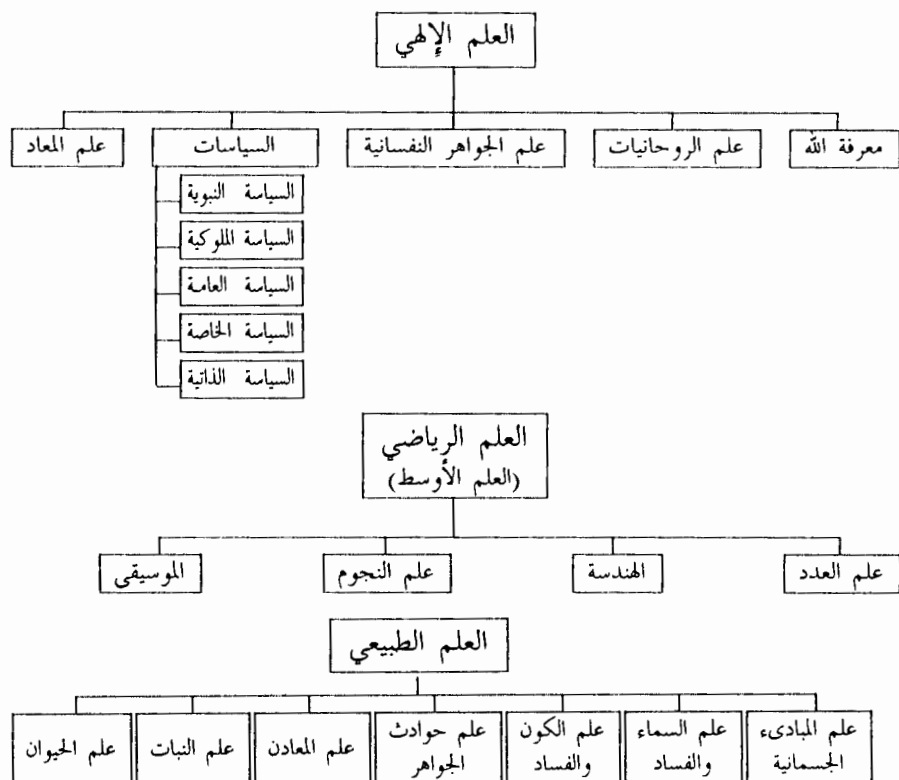 العلم الإلهي
معرفة الله
علم الروحانيات
علم الجواهر النفسانية
السياسات
علم المعاد
السياسة النبوية
السياسة الملوكية
السياسة العامة
السياسة الخاصة
السياسة الذاتية
العلم الرياضي
(العلم الأوسط)
علم العدد
الهندسة
علم النجوم
الموسيقى
العلم الطبيعي
علم المبادىء
الجسمانية
علم السماء
والفساد
علم الكون
والفساد
علم حوادث
الجواهر
علم المعادن
علم النبات
علم الحيوان